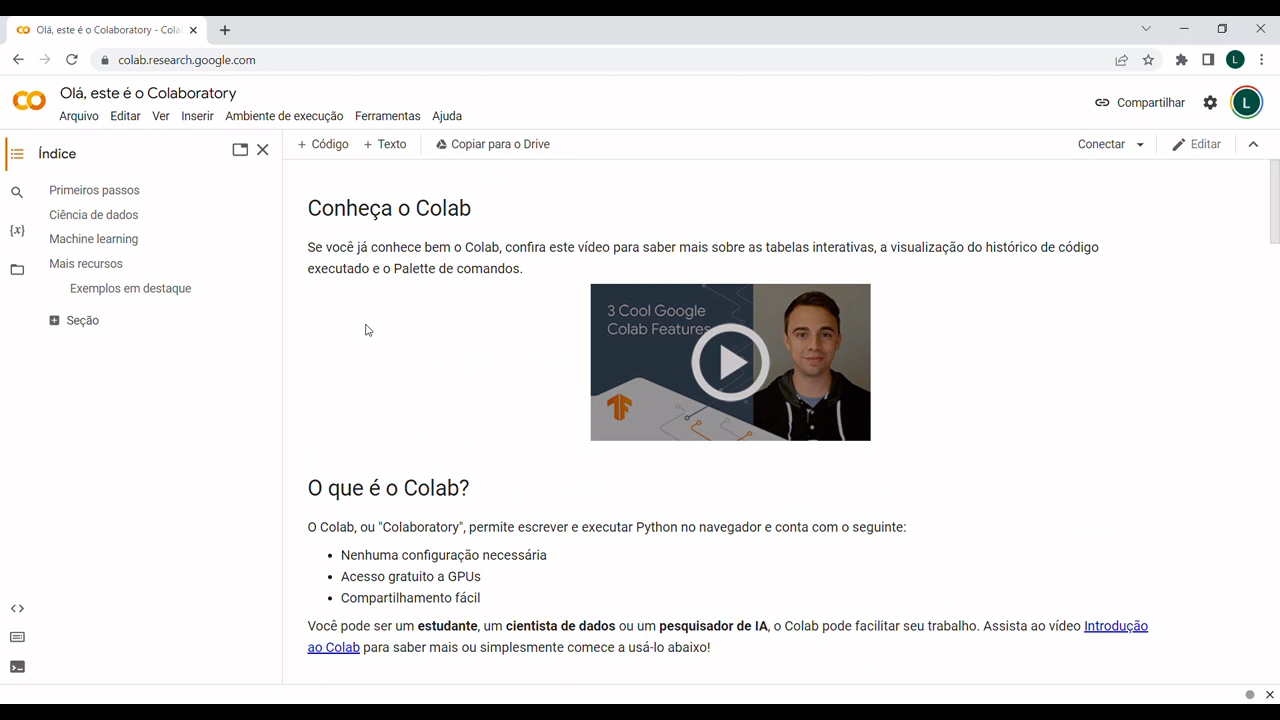 Olá, este é o Colaboratory - Cola
colab.research.google.com
L
Olá, este é o Colaboratory
Arquivo Editar Ver Inserir Ambiente de execução Ferramentas Ajuda
Compartilhar
L
Índice
+ Código + Texto Copiar para o Drive
Conectar
Editar
Primeiros passos
Ciência de dados
Machine learning
Mais recursos
Exemplos em destaque
Seção
{x}
Conheça o Colab
Se você já conhece bem o Colab, confira este vídeo para saber mais sobre as tabelas interativas, a visualização do histórico de código
executado e o Palette de comandos.
3 Cool Google
Colab Features
O que é o Colab?
O Colab, ou "Colaboratory", permite escrever e executar Python no navegador e conta com o seguinte:
• Nenhuma configuração necessária
• Acesso gratuito a GPUs
• Compartilhamento fácil
Você pode ser um estudante, um cientista de dados ou um pesquisador de IA, o Colab pode facilitar seu trabalho. Assista ao vídeo Introdução
ao Colab para saber mais ou simplesmente comece a usá-lo abaixo!